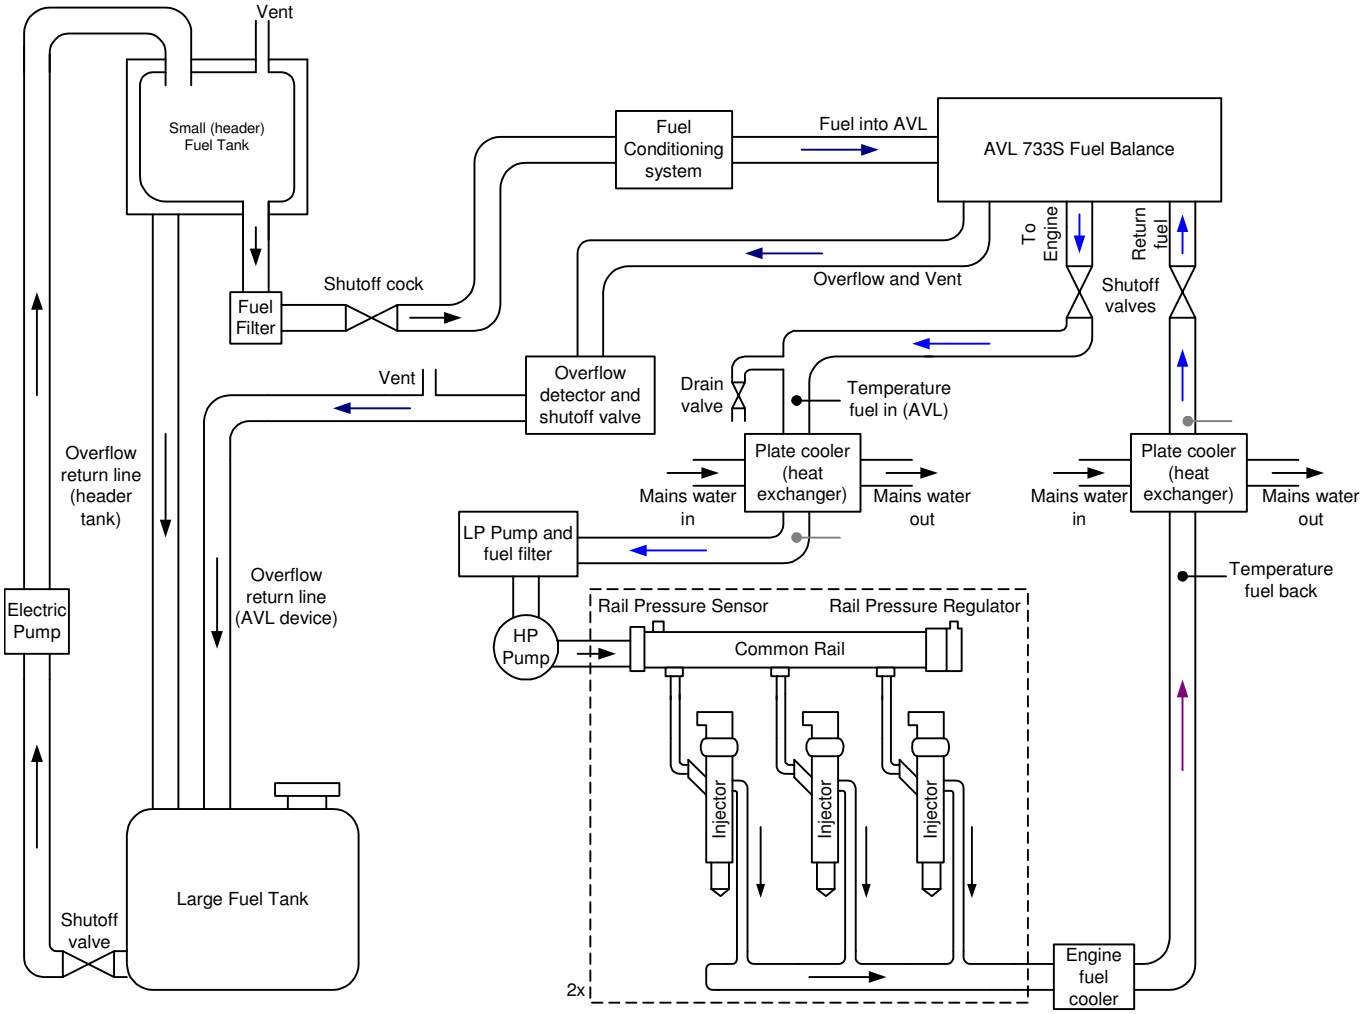 Vent
Small (header)
Fuel Tank
Fuel
Conditioning
system
Fuel into AVL
AVL 733S Fuel Balance
To
Engine
Return
fuel
Overflow and Vent
Shutoff cock
Shutoff
valves
Fuel
Filter
Vent
Overflow
detector and
shutoff valve
Drain
valve
Temperature
fuel in (AVL)
Overflow
return line
(header
tank)
Plate cooler
(heat
exchanger)
Mains water
in
Mains water
out
Plate cooler
(heat
exchanger)
Mains water
in
Mains water
out
LP Pump and
fuel filter
Overflow
return line
(AVL device)
Temperature
fuel back
Electric
Pump
Rail Pressure Sensor
Rail Pressure Regulator
HP
Pump
Common Rail
Injector
Injector
Injector
Large Fuel Tank
Shutoff
valve
Engine
fuel
cooler
2x